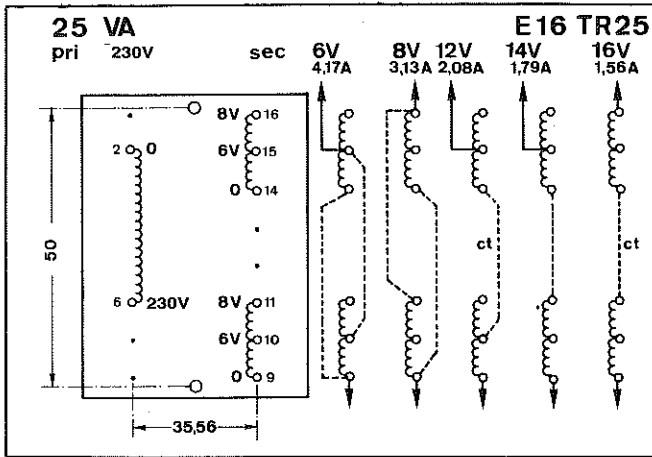 25 VA E16 TR25
pri 230V sec 6V 8V 12V 14V 16V
4,17A 3,13A 2,08A 1,79A 1,56A
8V 16
2 0 6V 15
0 14
50
ct ct
6 230V 8V 11
6V 10
0 9
35,56